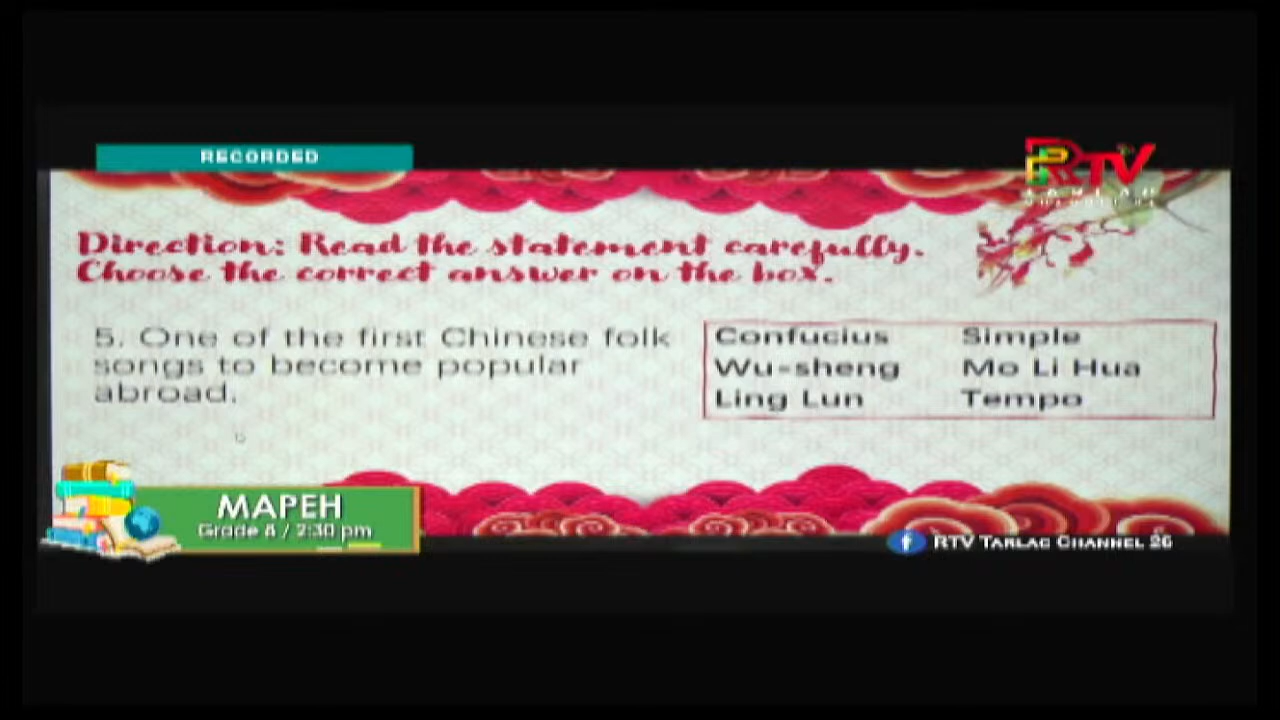 RECORDED
RTV
Direction: Read the statement carefully.
Choose the correct answer on the box.
5. One of the first Chinese folk
songs to become popular
abroad.
Confucius Simple
Wu-sheng Mo Li Hua
Ling Lun Tempo
MAPEH
Grade 8 / 2:30 pm
RTV TARLAC CHANNEL 26